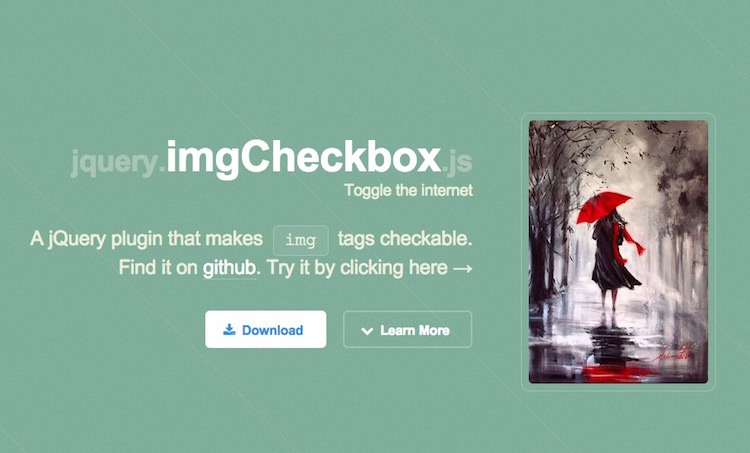 jquery.imgCheckbox.js
Toggle the internet
A jQuery plugin that makes img tags checkable.
Find it on github. Try it by clicking here →
Download
Learn More